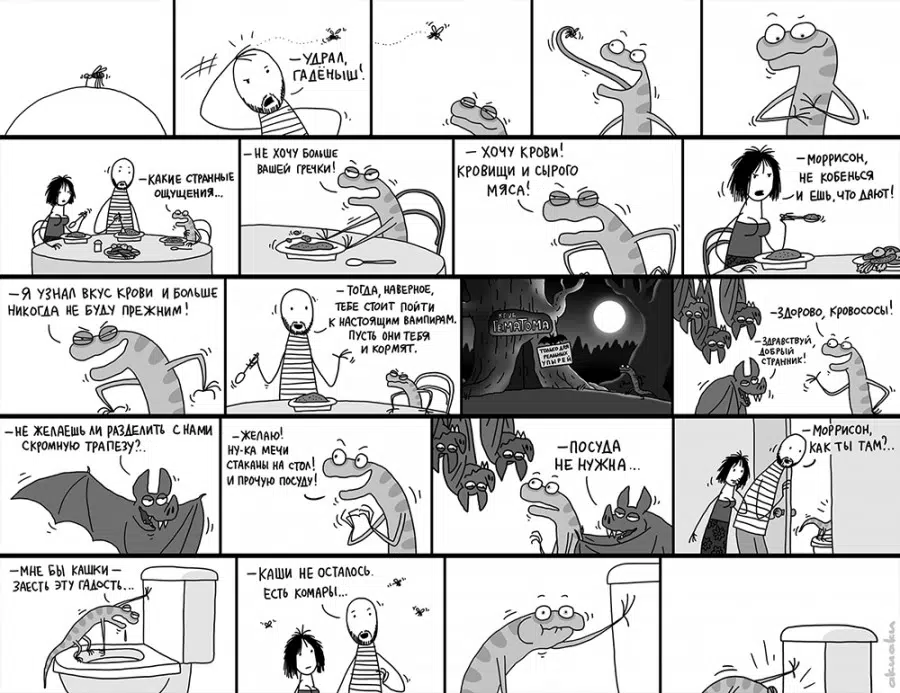 –УДРАЛ,
ГАДЁНЫШ!
–КАКИЕ СТРАННЫЕ
ОЩУЩЕНИЯ...
–НЕ ХОЧУ БОЛЬШЕ
ВАШЕЙ ГРЕЧКИ!
– ХОЧУ КРОВИ!
КРОВИЩИ И СЫРОГО
МЯСА!
–МОРРИСОН,
НЕ КОБЕНЬСЯ
И ЕШЬ, ЧТО ДАЮТ!
–Я УЗНАЛ ВКУС КРОВИ И БОЛЬШЕ
НИКОГДА НЕ БУДУ ПРЕЖНИМ!
–ТОГДА, НАВЕРНОЕ,
ТЕБЕ СТОИТ ПОЙТИ
К НАСТОЯЩИМ ВАМПИРАМ.
ПУСТЬ ОНИ ТЕБЯ
И КОРМЯТ.
КЛУБ
ГЕМАТОМА
ТОЛЬКО ДЛЯ
РЕАЛЬНЫХ
УПЫРЕЙ
–ЗДОРОВО, КРОВОСОСЫ!
–ЗДРАВСТВУЙ,
ДОБРЫЙ
СТРАННИК!
–НЕ ЖЕЛАЕШЬ ЛИ РАЗДЕЛИТЬ С НАМИ
СКРОМНУЮ ТРАПЕЗУ?..
–ЖЕЛАЮ!
НУ-КА МЕЧИ
СТАКАНЫ НА СТОЛ!
И ПРОЧУЮ ПОСУДУ!
–ПОСУДА
НЕ НУЖНА...
–МОРРИСОН,
КАК ТЫ ТАМ?..
–МНЕ БЫ КАШКИ –
ЗАЕСТЬ ЭТУ ГАДОСТЬ...
–КАШИ НЕ ОСТАЛОСЬ.
ЕСТЬ КОМАРЫ...
akuaku